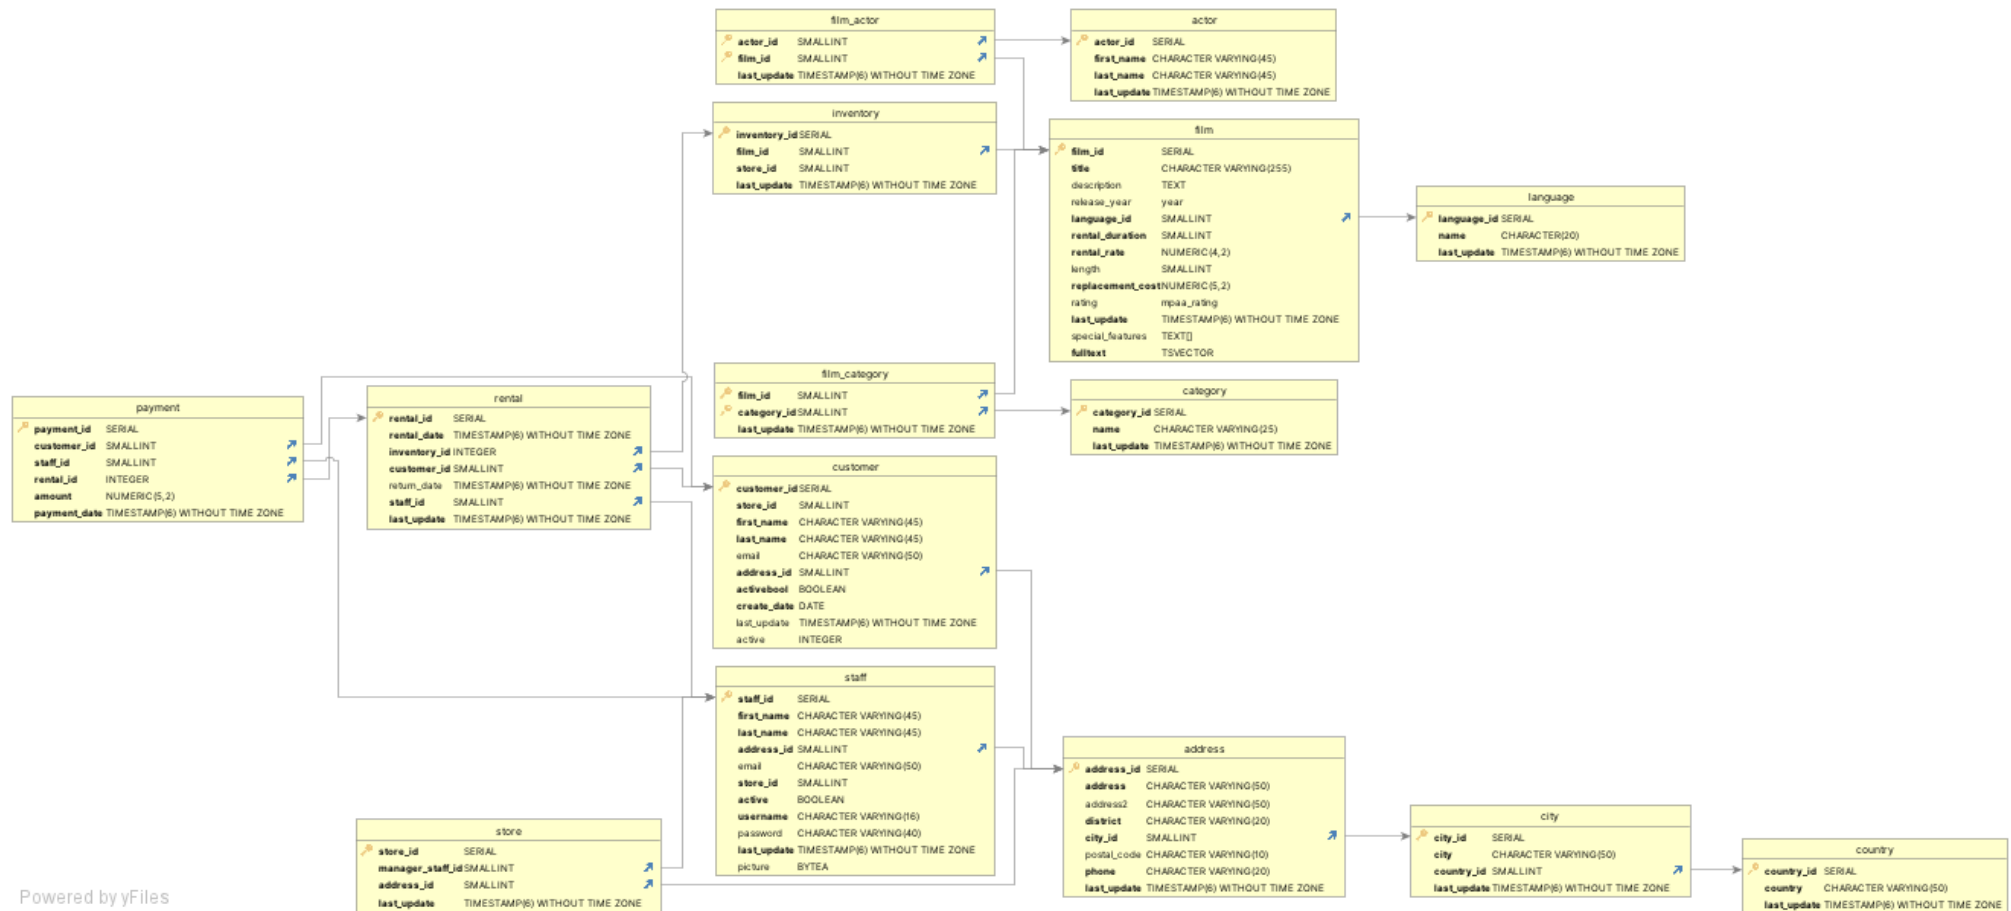 film_actor
actor_id SMALLINT
film_id SMALLINT
last_update TIMESTAMP(6) WITHOUT TIME ZONE
actor
actor_id SERIAL
first_name CHARACTER VARYING(45)
last_name CHARACTER VARYING(45)
last_update TIMESTAMP(6) WITHOUT TIME ZONE
inventory
inventory_id SERIAL
film_id SMALLINT
store_id SMALLINT
last_update TIMESTAMP(6) WITHOUT TIME ZONE
film
film_id SERIAL
title CHARACTER VARYING(255)
description TEXT
release_year year
language_id SMALLINT
rental_duration SMALLINT
rental_rate NUMERIC(4,2)
length SMALLINT
replacement_cost NUMERIC(5,2)
rating mpaa_rating
last_update TIMESTAMP(6) WITHOUT TIME ZONE
special_features TEXT[]
fulltext TSVECTOR
language
language_id SERIAL
name CHARACTER(20)
last_update TIMESTAMP(6) WITHOUT TIME ZONE
payment
payment_id SERIAL
customer_id SMALLINT
staff_id SMALLINT
rental_id INTEGER
amount NUMERIC(5,2)
payment_date TIMESTAMP(6) WITHOUT TIME ZONE
rental
rental_id SERIAL
rental_date TIMESTAMP(6) WITHOUT TIME ZONE
inventory_id INTEGER
customer_id SMALLINT
return_date TIMESTAMP(6) WITHOUT TIME ZONE
staff_id SMALLINT
last_update TIMESTAMP(6) WITHOUT TIME ZONE
film_category
film_id SMALLINT
category_id SMALLINT
last_update TIMESTAMP(6) WITHOUT TIME ZONE
category
category_id SERIAL
name CHARACTER VARYING(25)
last_update TIMESTAMP(6) WITHOUT TIME ZONE
customer
customer_id SERIAL
store_id SMALLINT
first_name CHARACTER VARYING(45)
last_name CHARACTER VARYING(45)
email CHARACTER VARYING(50)
address_id SMALLINT
activebool BOOLEAN
create_date DATE
last_update TIMESTAMP(6) WITHOUT TIME ZONE
active INTEGER
staff
staff_id SERIAL
first_name CHARACTER VARYING(45)
last_name CHARACTER VARYING(45)
address_id SMALLINT
email CHARACTER VARYING(50)
store_id SMALLINT
active BOOLEAN
username CHARACTER VARYING(16)
password CHARACTER VARYING(40)
last_update TIMESTAMP(6) WITHOUT TIME ZONE
picture BYTEA
store
store_id SERIAL
manager_staff_id SMALLINT
address_id SMALLINT
last_update TIMESTAMP(6) WITHOUT TIME ZONE
address
address_id SERIAL
address CHARACTER VARYING(50)
address2 CHARACTER VARYING(50)
district CHARACTER VARYING(20)
city_id SMALLINT
postal_code CHARACTER VARYING(10)
phone CHARACTER VARYING(20)
last_update TIMESTAMP(6) WITHOUT TIME ZONE
city
city_id SERIAL
city CHARACTER VARYING(50)
country_id SMALLINT
last_update TIMESTAMP(6) WITHOUT TIME ZONE
country
country_id SERIAL
country CHARACTER VARYING(50)
last_update TIMESTAMP(6) WITHOUT TIME ZONE
Powered by yFiles